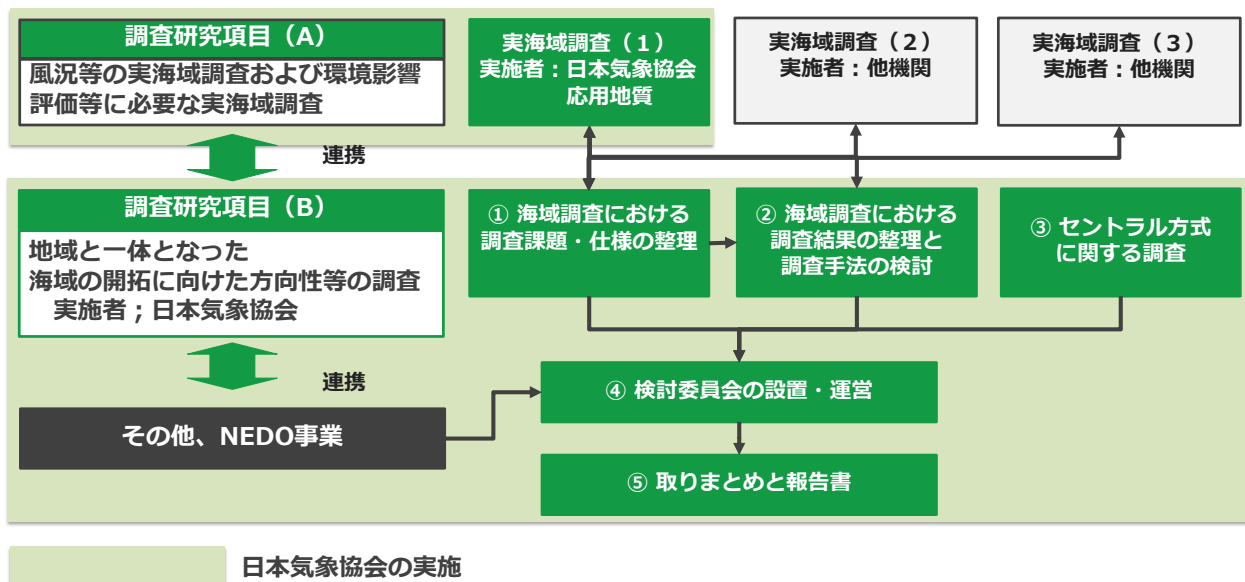 調査研究項目（A）
風況等の実海域調査および環境影響
評価等に必要な実海域調査
実海域調査（１）
実施者：日本気象協会
応用地質
実海域調査（２）
実施者：他機関
実海域調査（３）
実施者：他機関
連携
調査研究項目（B）
地域と一体となった
海域の開拓に向けた方向性等の調査
実施者；日本気象協会
① 海域調査における
調査課題・仕様の整理
② 海域調査における
調査結果の整理と
調査手法の検討
③ セントラル方式
に関する調査
連携
その他、NEDO事業
④ 検討委員会の設置・運営
⑤ 取りまとめと報告書
日本気象協会の実施